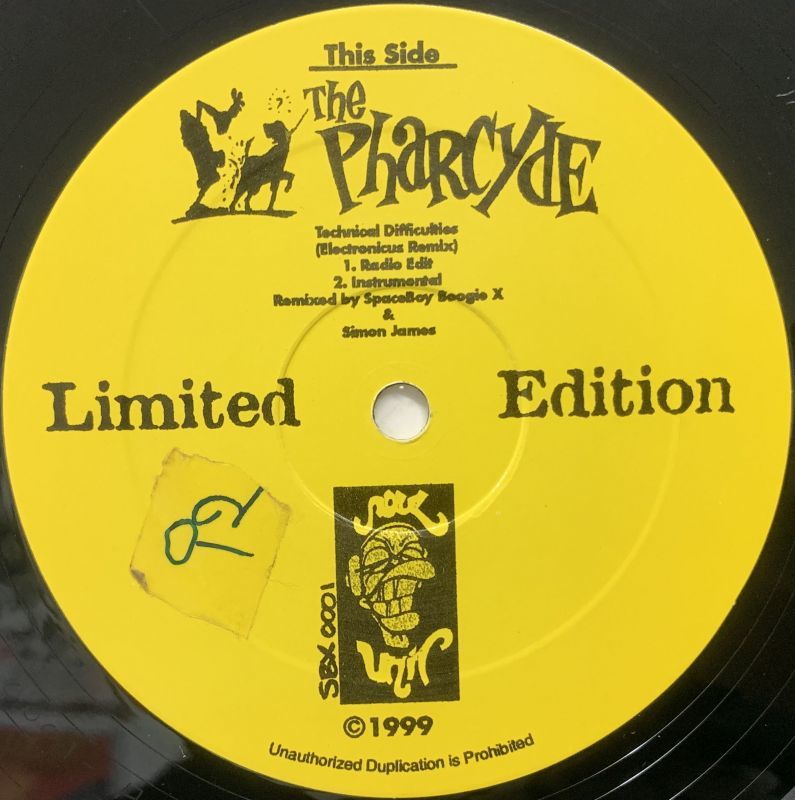 This Side
?
The
Pharcyde
Technical Difficulties
(Electronicus Remix)
1. Radio Edit
2. Instrumental
Remixed by SpaceBoy Boogie X
&
Simon James
Limited Edition
SBX 0001
Unit
© 1999
Unauthorized Duplication is Prohibited